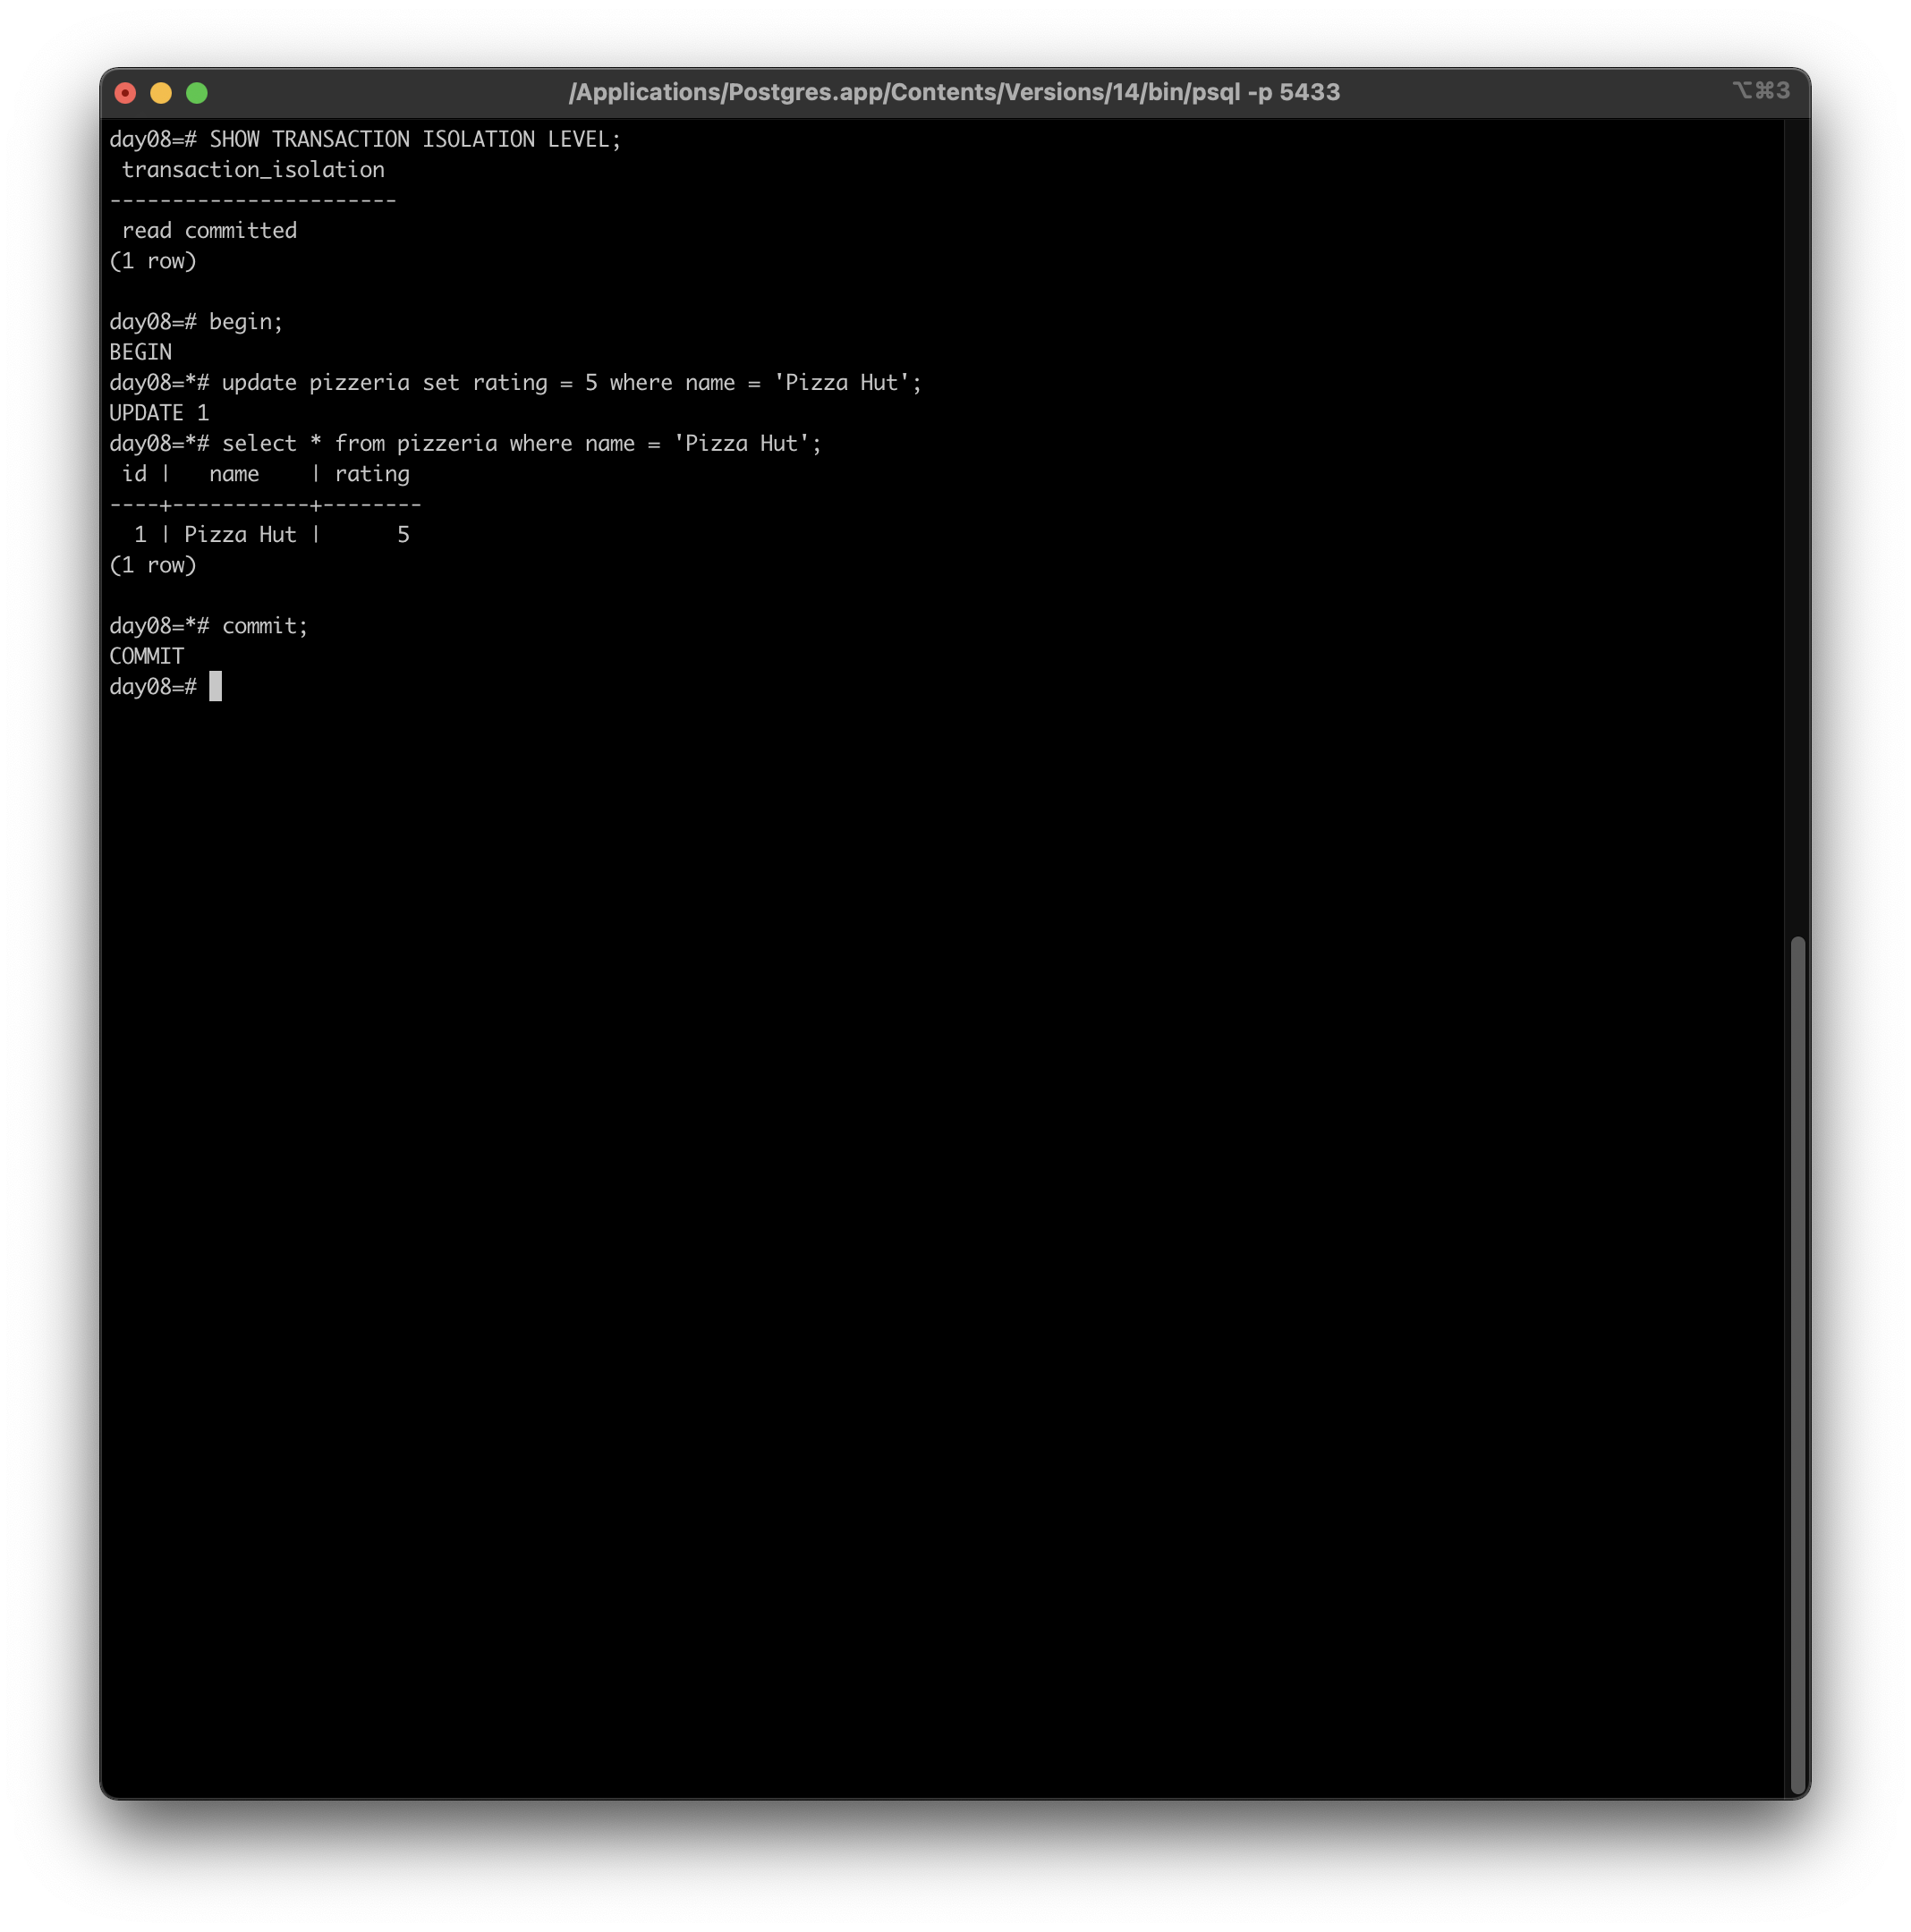 /Applications/Postgres.app/Contents/Versions/14/bin/psql -p 5433 ⌥⌘3
day08=# SHOW TRANSACTION ISOLATION LEVEL;
 transaction_isolation
-----------------------
 read committed
(1 row)

day08=# begin;
BEGIN
day08=*# update pizzeria set rating = 5 where name = 'Pizza Hut';
UPDATE 1
day08=*# select * from pizzeria where name = 'Pizza Hut';
 id |   name    | rating
----+-----------+--------
  1 | Pizza Hut |      5
(1 row)

day08=*# commit;
COMMIT
day08=#